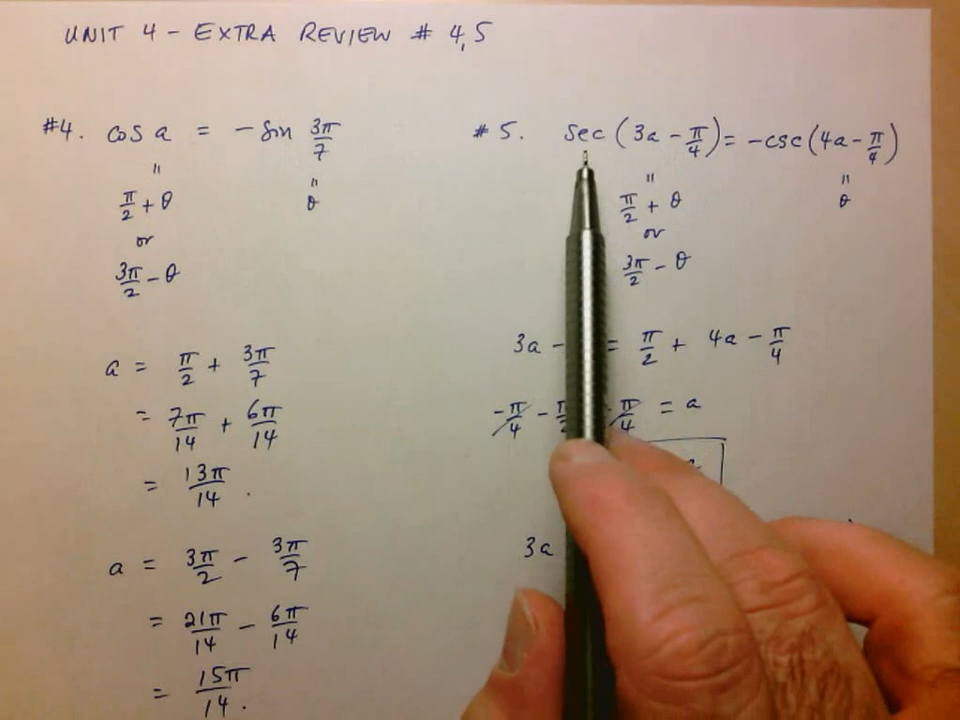 UNIT 4 - EXTRA REVIEW # 4,5
#4. cos a = - sin 3π/7
" "
π/2 + θ θ
or
3π/2 - θ
a = π/2 + 3π/7
= 7π/14 + 6π/14
= 13π/14 .
a = 3π/2 - 3π/7
= 21π/14 - 6π/14
= 15π/14 .
# 5. sec (3a - π/4) = -csc (4a - π/4)
" "
π/2 + θ θ
or
3π/2 - θ
3a - = π/2 + 4a - π/4
-π/4 - π/4 = a
3a